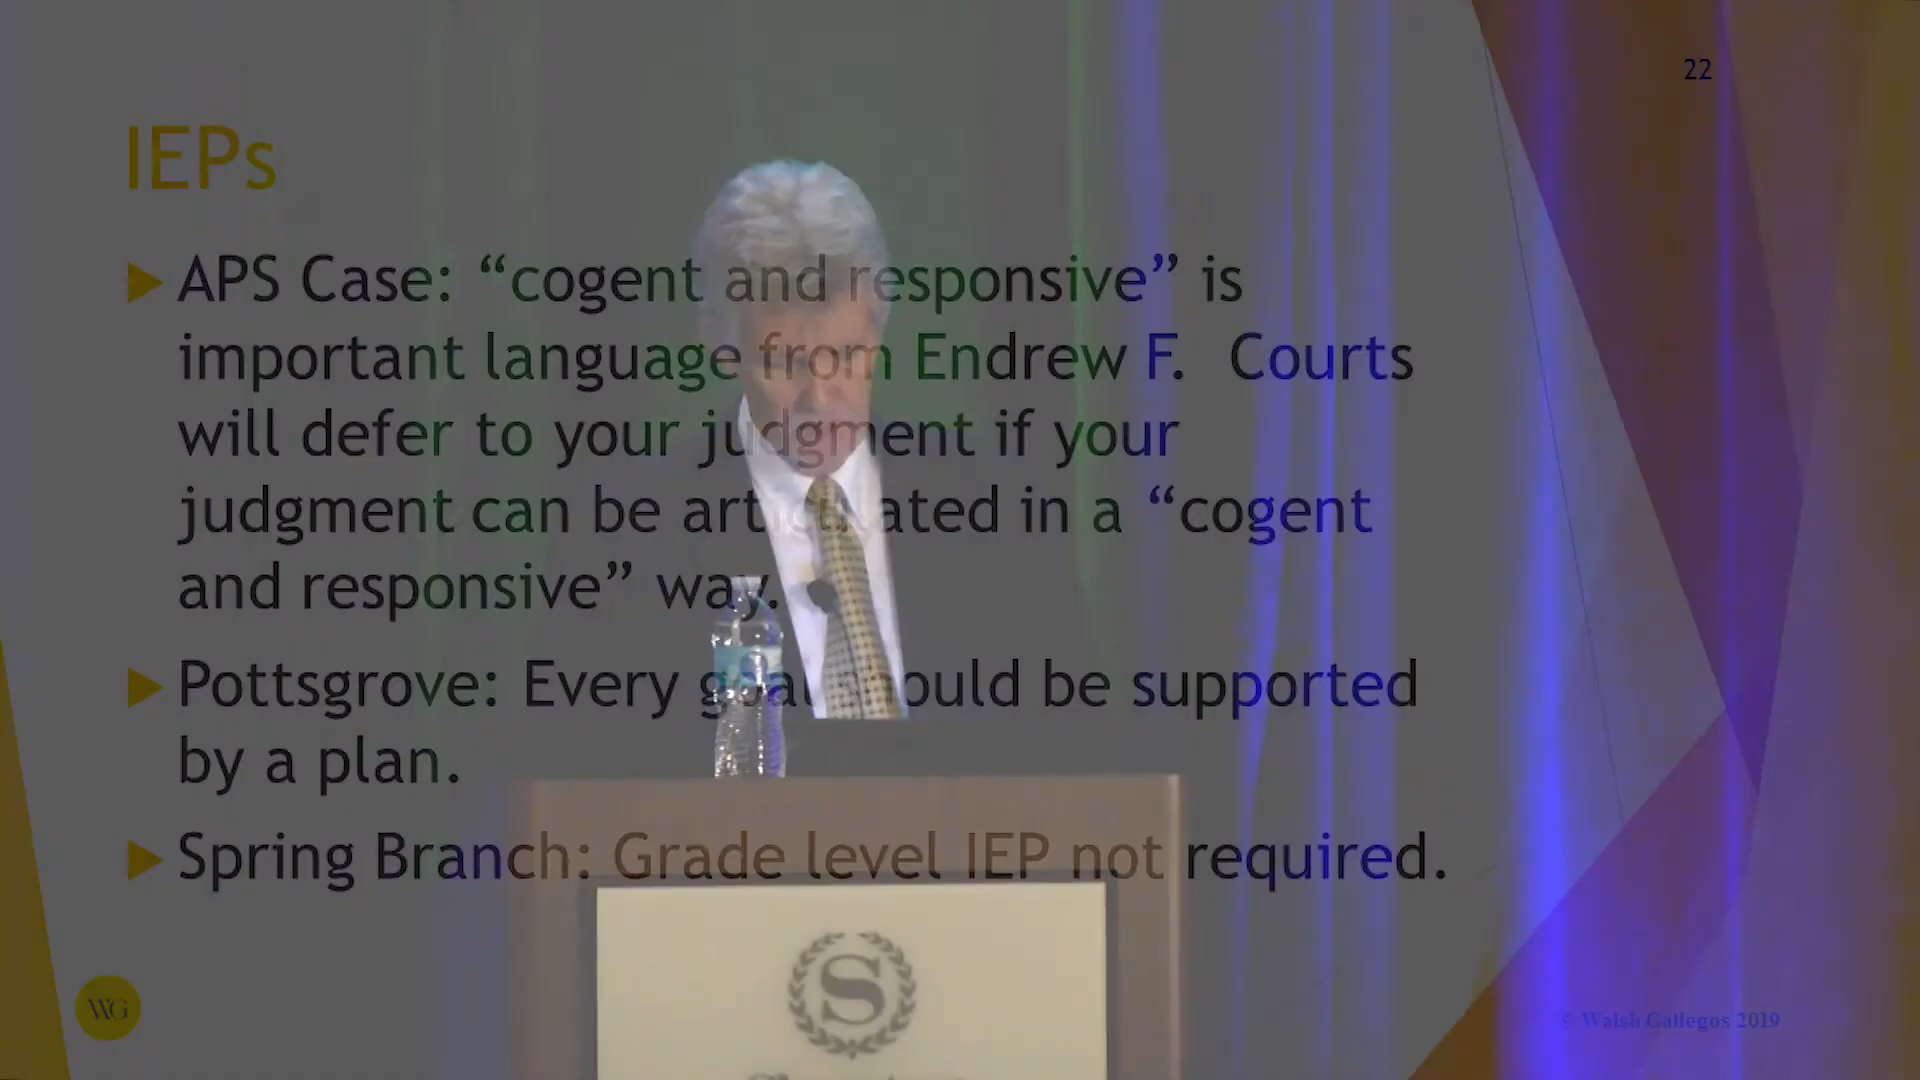 22
IEPs
APS Case: “cogent and responsive” is
important language from Endrew F. Courts
will defer to your judgment if your
judgment can be articulated in a “cogent
and responsive” way.
Pottsgrove: Every goal should be supported
by a plan.
Spring Branch: Grade level IEP not required.
S
WG
© Walsh Gallegos 2019